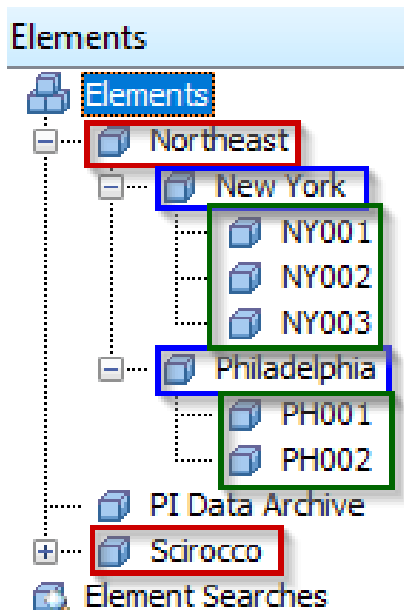 Elements
Elements
Northeast
New York
NY001
NY002
NY003
Philadelphia
PH001
PH002
PI Data Archive
Scirocco
Element Searches